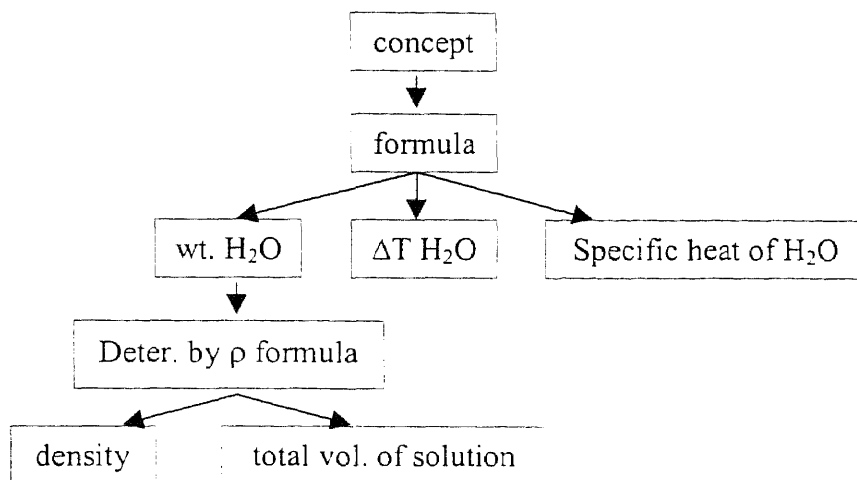 concept
formula
wt. H₂O
ΔT H₂O
Specific heat of H₂O
Deter. by ρ formula
density
total vol. of solution